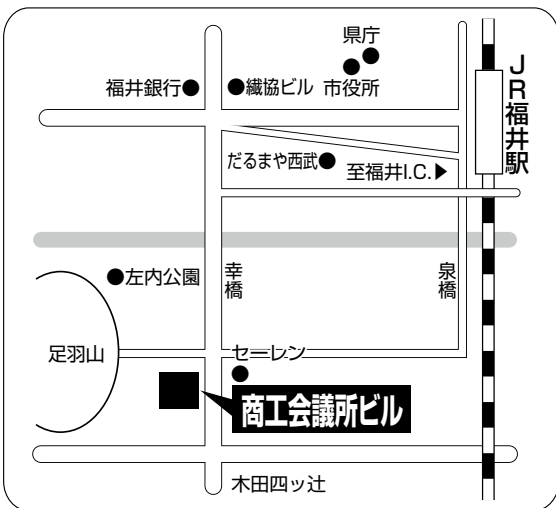 県庁
福井銀行●
●繊協ビル
市役所
JR福井駅
だるまや西武●
至福井I.C.▶
●左内公園
幸橋
泉橋
足羽山
セーレン
商工会議所ビル
木田四ッ辻